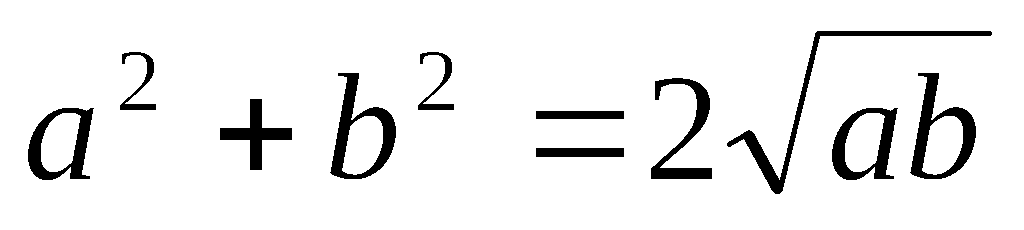 a² + b² = 2√ab